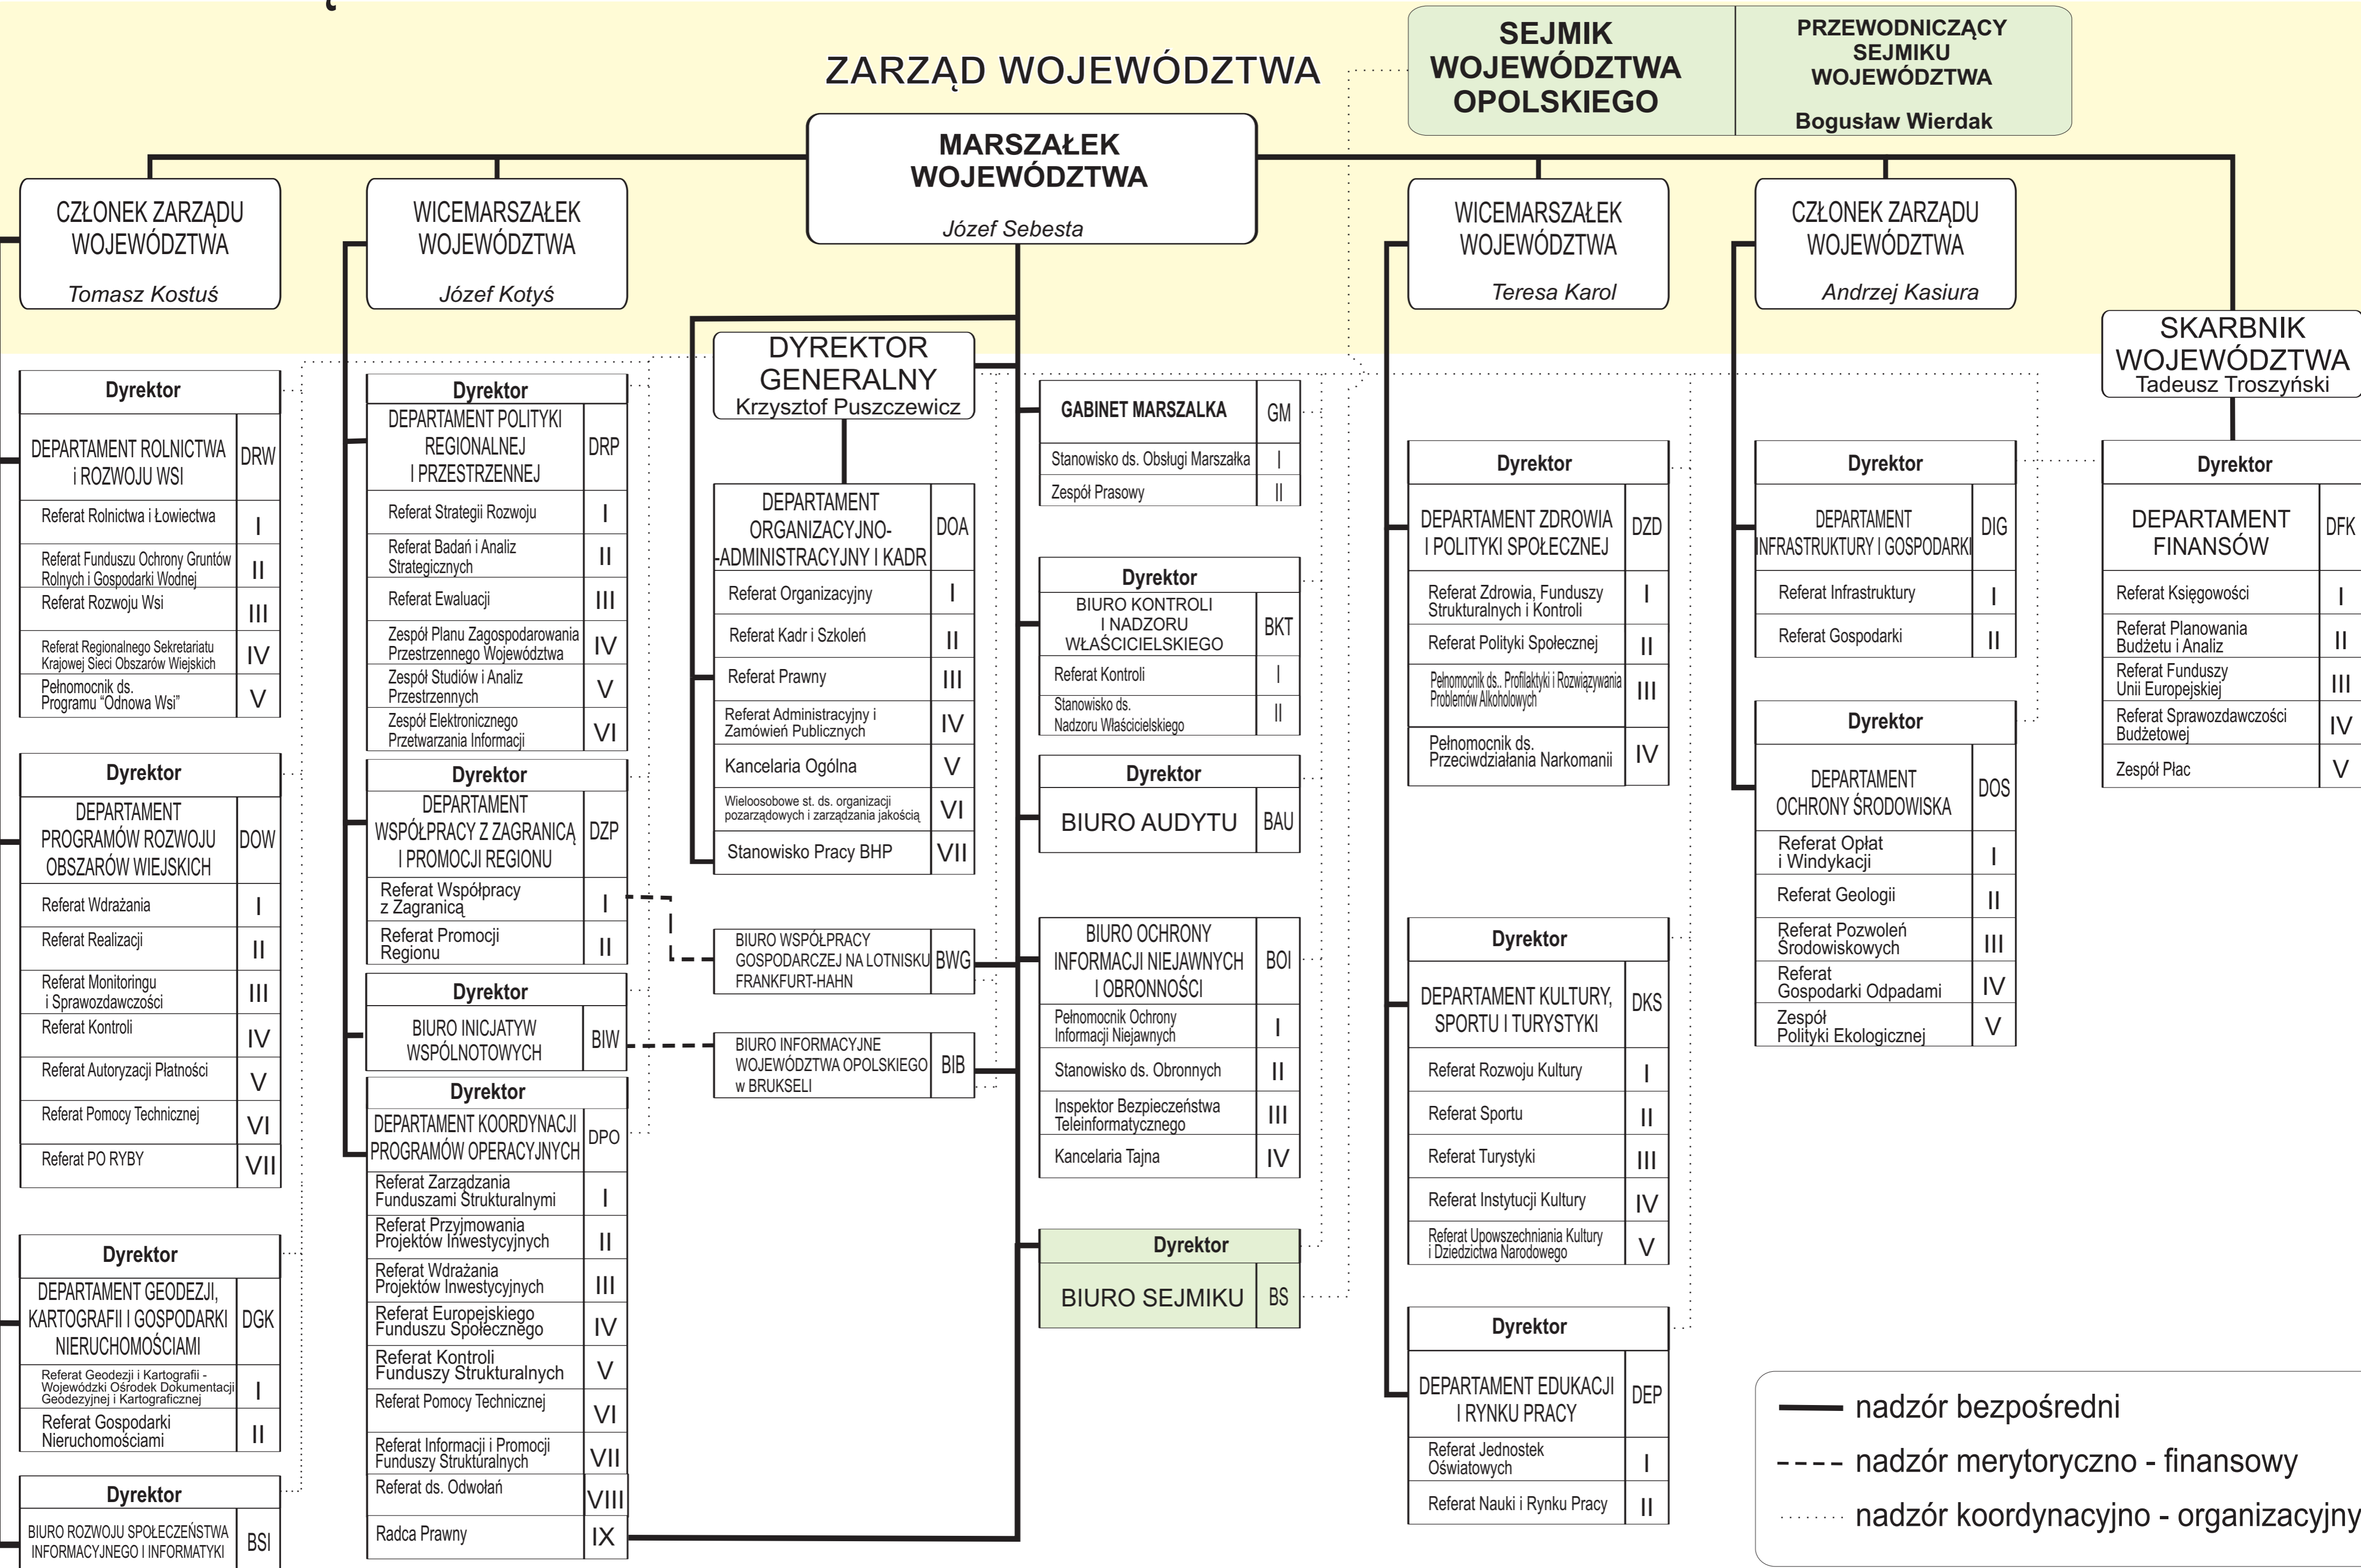 ZARZĄD WOJEWÓDZTWA
SEJMIK
WOJEWÓDZTWA
OPOLSKIEGO
PRZEWODNICZĄCY
SEJMIKU
WOJEWÓDZTWA
Bogusław Wierdak
MARSZAŁEK
WOJEWÓDZTWA
Józef Sebesta
CZŁONEK ZARZĄDU
WOJEWÓDZTWA
Tomasz Kostuś
WICEMARSZAŁEK
WOJEWÓDZTWA
Józef Kotyś
WICEMARSZAŁEK
WOJEWÓDZTWA
Teresa Karol
CZŁONEK ZARZĄDU
WOJEWÓDZTWA
Andrzej Kasiura
SKARBNIK
WOJEWÓDZTWA
Tadeusz Troszyński
DYREKTOR
GENERALNY
Krzysztof Puszczewicz
Dyrektor
DEPARTAMENT ROLNICTWA
i ROZWOJU WSI
DRW
Referat Rolnictwa i Łowiectwa
I
Referat Funduszu Ochrony Gruntów
Rolnych i Gospodarki Wodnej
II
Referat Rozwoju Wsi
III
Referat Regionalnego Sekretariatu
Krajowej Sieci Obszarów Wiejskich
IV
Pełnomocnik ds.
Programu “Odnowa Wsi”
V
Dyrektor
DEPARTAMENT
PROGRAMÓW ROZWOJU
OBSZARÓW WIEJSKICH
DOW
Referat Wdrażania
I
Referat Realizacji
II
Referat Monitoringu
i Sprawozdawczości
III
Referat Kontroli
IV
Referat Autoryzacji Płatności
V
Referat Pomocy Technicznej
VI
Referat PO RYBY
VII
Dyrektor
DEPARTAMENT GEODEZJI,
KARTOGRAFII I GOSPODARKI
NIERUCHOMOŚCIAMI
DGK
Referat Geodezji i Kartografii -
Wojewódzki Ośrodek Dokumentacji
Geodezyjnej i Kartograficznej
I
Referat Gospodarki
Nieruchomościami
II
Dyrektor
BIURO ROZWOJU SPOŁECZEŃSTWA
INFORMACYJNEGO I INFORMATYKI
BSI
Dyrektor
DEPARTAMENT POLITYKI
REGIONALNEJ
I PRZESTRZENNEJ
DRP
Referat Strategii Rozwoju
I
Referat Badań i Analiz
Strategicznych
II
Referat Ewaluacji
III
Zespół Planu Zagospodarowania
Przestrzennego Województwa
IV
Zespół Studiów i Analiz
Przestrzennych
V
Zespół Elektronicznego
Przetwarzania Informacji
VI
Dyrektor
DEPARTAMENT
WSPÓŁPRACY Z ZAGRANICĄ
I PROMOCJI REGIONU
DZP
Referat Współpracy
z Zagranicą
I
Referat Promocji
Regionu
II
Dyrektor
BIURO INICJATYW
WSPÓLNOTOWYCH
BIW
Dyrektor
DEPARTAMENT KOORDYNACJI
PROGRAMÓW OPERACYJNYCH
DPO
Referat Zarządzania
Funduszami Strukturalnymi
I
Referat Przyjmowania
Projektów Inwestycyjnych
II
Referat Wdrażania
Projektów Inwestycyjnych
III
Referat Europejskiego
Funduszu Społecznego
IV
Referat Kontroli
Funduszy Strukturalnych
V
Referat Pomocy Technicznej
VI
Referat Informacji i Promocji
Funduszy Strukturalnych
VII
Referat ds. Odwołań
VIII
Radca Prawny
IX
DEPARTAMENT
ORGANIZACYJNO-
-ADMINISTRACYJNY I KADR
DOA
Referat Organizacyjny
I
Referat Kadr i Szkoleń
II
Referat Prawny
III
Referat Administracyjny i
Zamówień Publicznych
IV
Kancelaria Ogólna
V
Wieloosobowe st. ds. organizacji
pozarządowych i zarządzania jakością
VI
Stanowisko Pracy BHP
VII
BIURO WSPÓŁPRACY
GOSPODARCZEJ NA LOTNISKU
FRANKFURT-HAHN
BWG
BIURO INFORMACYJNE
WOJEWÓDZTWA OPOLSKIEGO
w BRUKSELI
BIB
GABINET MARSZALKA
GM
Stanowisko ds. Obsługi Marszałka
I
Zespół Prasowy
II
Dyrektor
BIURO KONTROLI
I NADZORU
WŁAŚCICIELSKIEGO
BKT
Referat Kontroli
I
Stanowisko ds.
Nadzoru Właścicielskiego
II
Dyrektor
BIURO AUDYTU
BAU
BIURO OCHRONY
INFORMACJI NIEJAWNYCH
I OBRONNOŚCI
BOI
Pełnomocnik Ochrony
Informacji Niejawnych
I
Stanowisko ds. Obronnych
II
Inspektor Bezpieczeństwa
Teleinformatycznego
III
Kancelaria Tajna
IV
Dyrektor
BIURO SEJMIKU
BS
Dyrektor
DEPARTAMENT ZDROWIA
I POLITYKI SPOŁECZNEJ
DZD
Referat Zdrowia, Funduszy
Strukturalnych i Kontroli
I
Referat Polityki Społecznej
II
Pełnomocnik ds.. Profilaktyki i Rozwiązywania
Problemów Alkoholowych
III
Pełnomocnik ds.
Przeciwdziałania Narkomanii
IV
Dyrektor
DEPARTAMENT KULTURY,
SPORTU I TURYSTYKI
DKS
Referat Rozwoju Kultury
I
Referat Sportu
II
Referat Turystyki
III
Referat Instytucji Kultury
IV
Referat Upowszechniania Kultury
i Dziedzictwa Narodowego
V
Dyrektor
DEPARTAMENT EDUKACJI
I RYNKU PRACY
DEP
Referat Jednostek
Oświatowych
I
Referat Nauki i Rynku Pracy
II
Dyrektor
DEPARTAMENT
INFRASTRUKTURY I GOSPODARKI
DIG
Referat Infrastruktury
I
Referat Gospodarki
II
Dyrektor
DEPARTAMENT
OCHRONY ŚRODOWISKA
DOS
Referat Opłat
i Windykacji
I
Referat Geologii
II
Referat Pozwoleń
Środowiskowych
III
Referat
Gospodarki Odpadami
IV
Zespół
Polityki Ekologicznej
V
Dyrektor
DEPARTAMENT
FINANSÓW
DFK
Referat Księgowości
I
Referat Planowania
Budżetu i Analiz
II
Referat Funduszy
Unii Europejskiej
III
Referat Sprawozdawczości
Budżetowej
IV
Zespół Płac
V
nadzór bezpośredni
nadzór merytoryczno - finansowy
nadzór koordynacyjno - organizacyjny